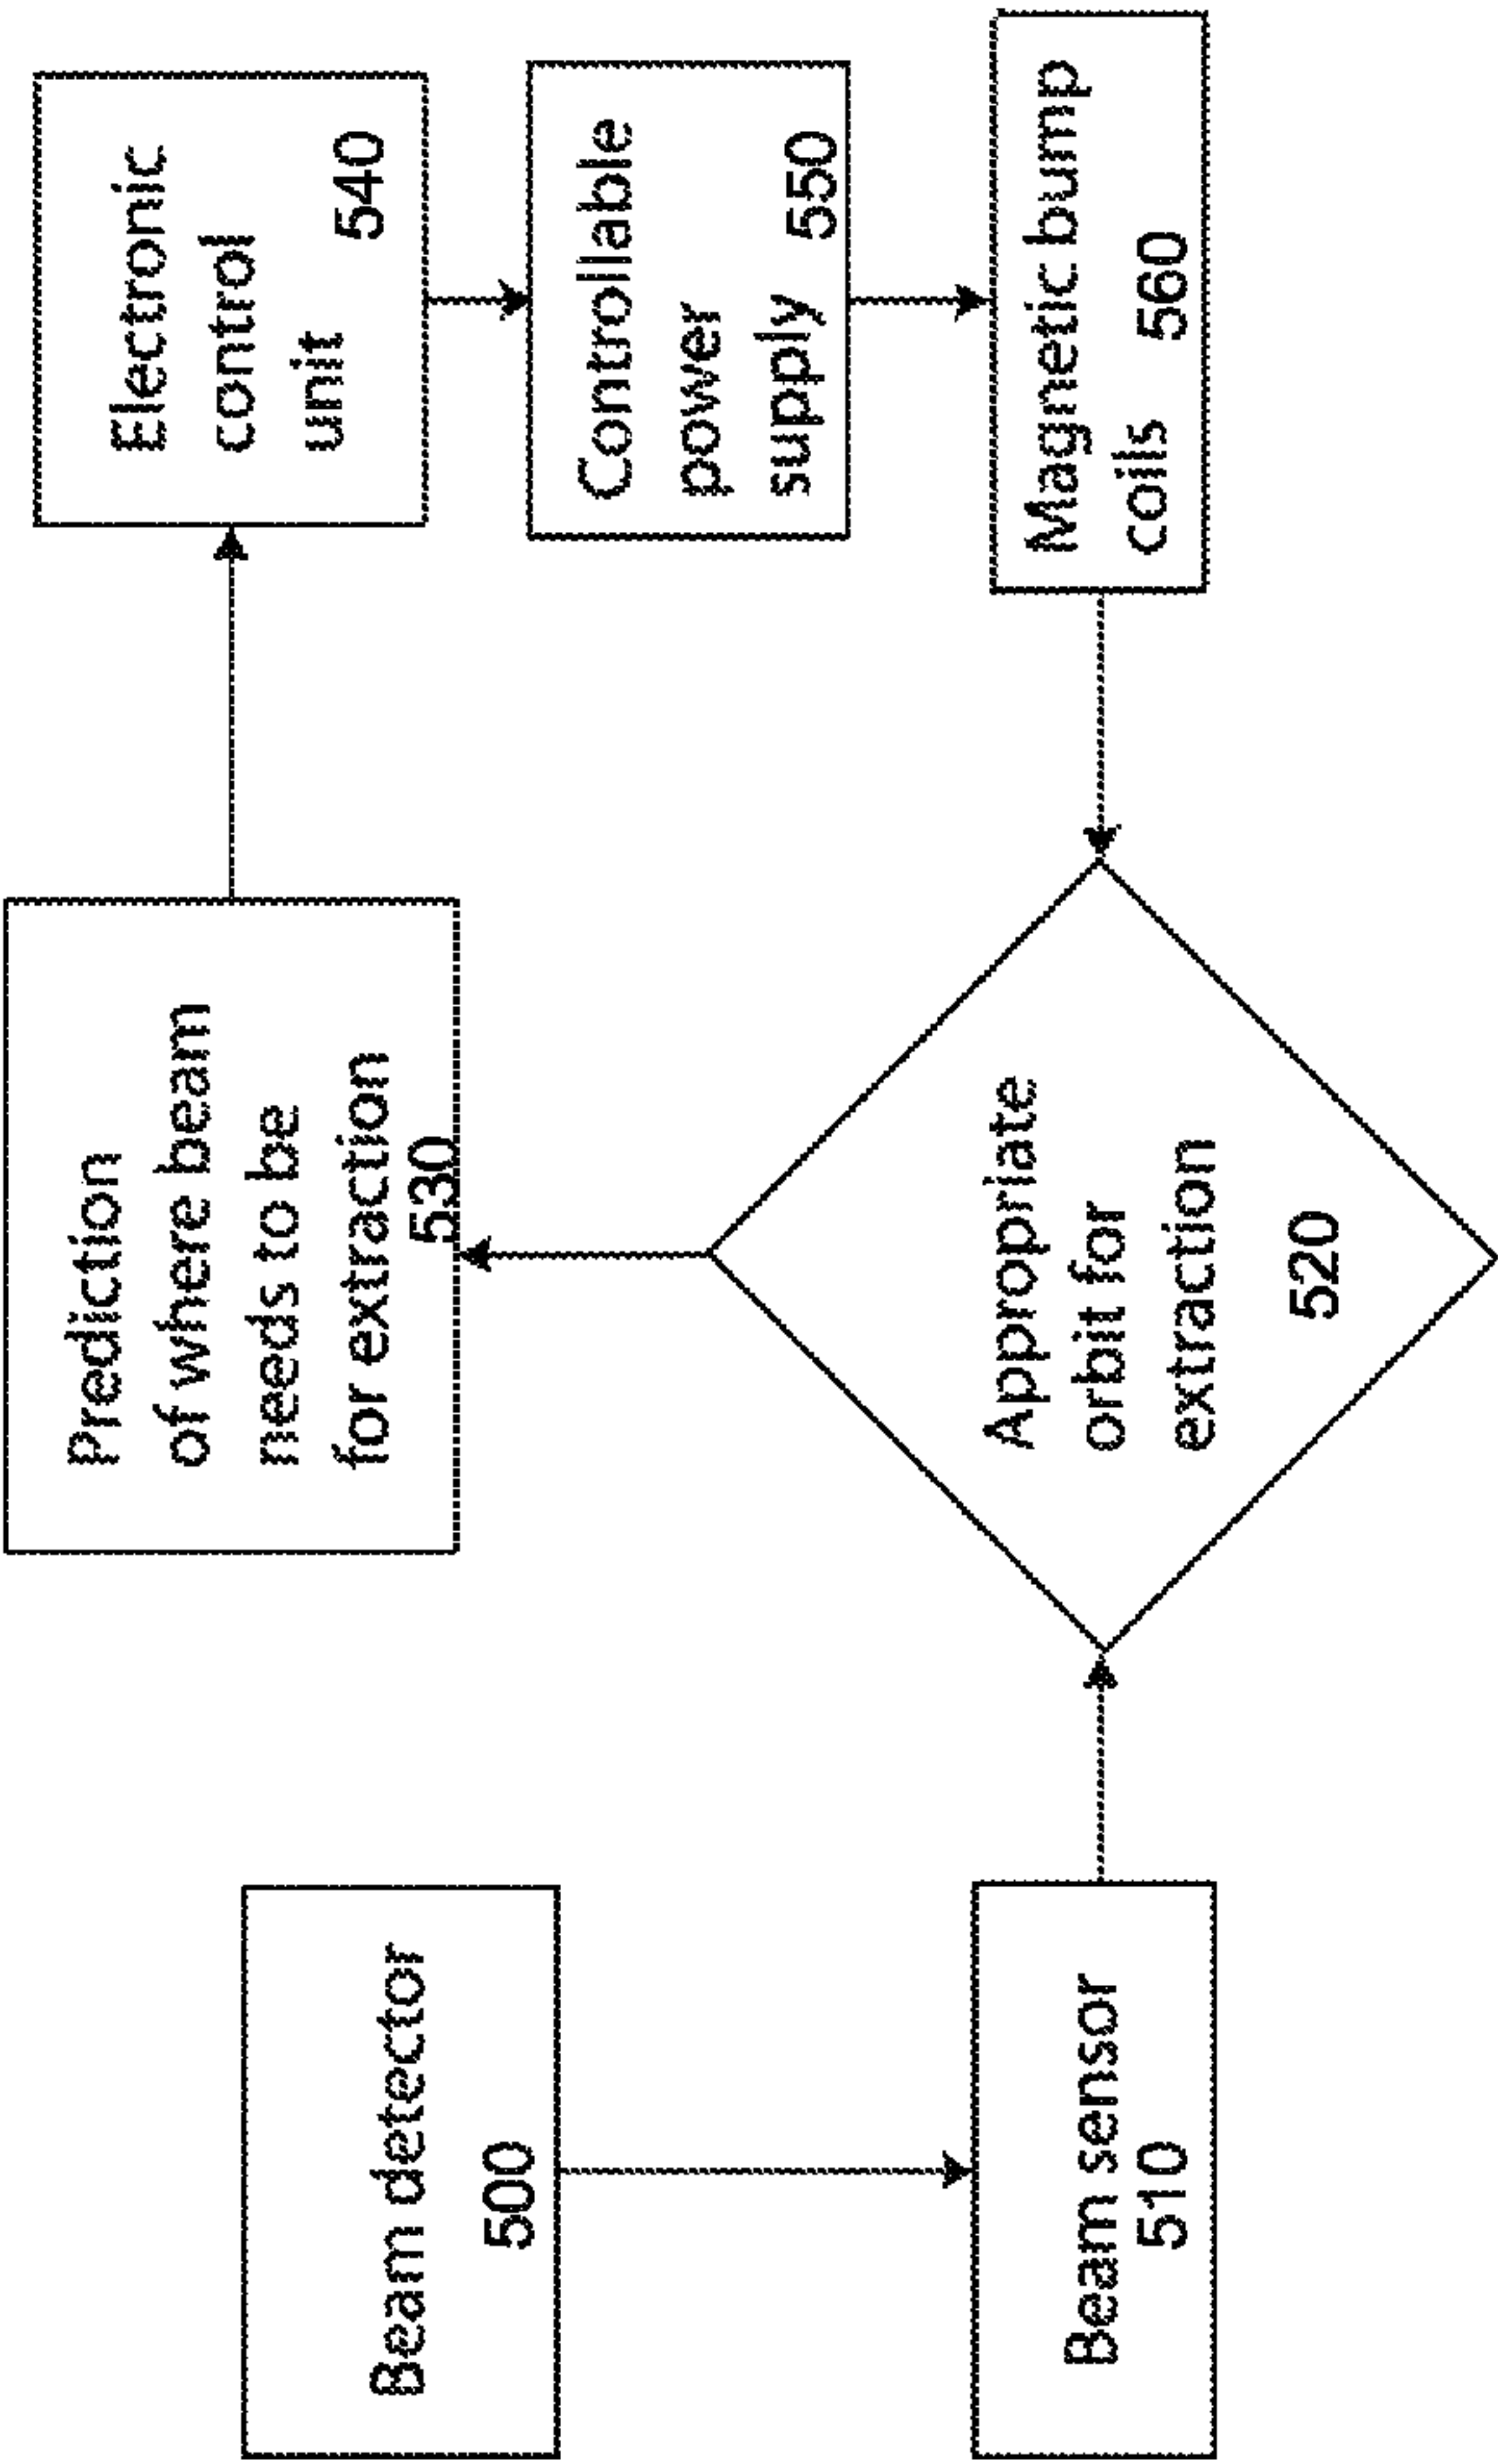 Beam detector
500
Beam sensor
510
Appropriate
orbit for
extraction
520
Prediction
of where beam
needs to be
for extraction
530
Electronic
control
unit 540
Controllable
power
supply 550
Magnetic bump
coils 560